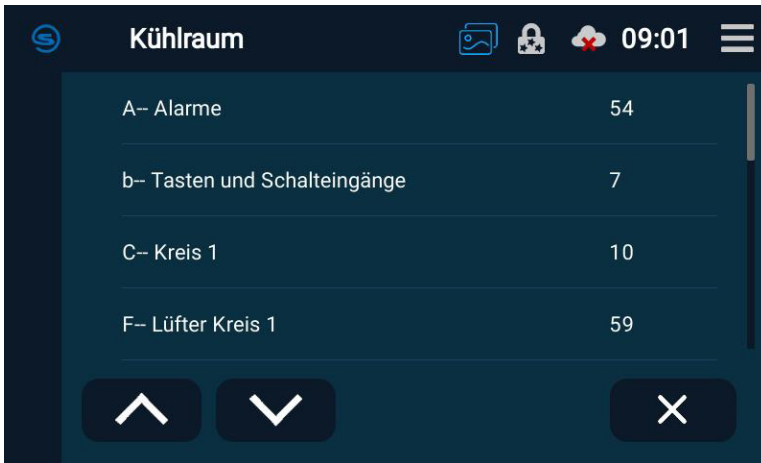 Kühlraum 09:01
A-- Alarme 54
b-- Tasten und Schalteingänge 7
C-- Kreis 1 10
F-- Lüfter Kreis 1 59